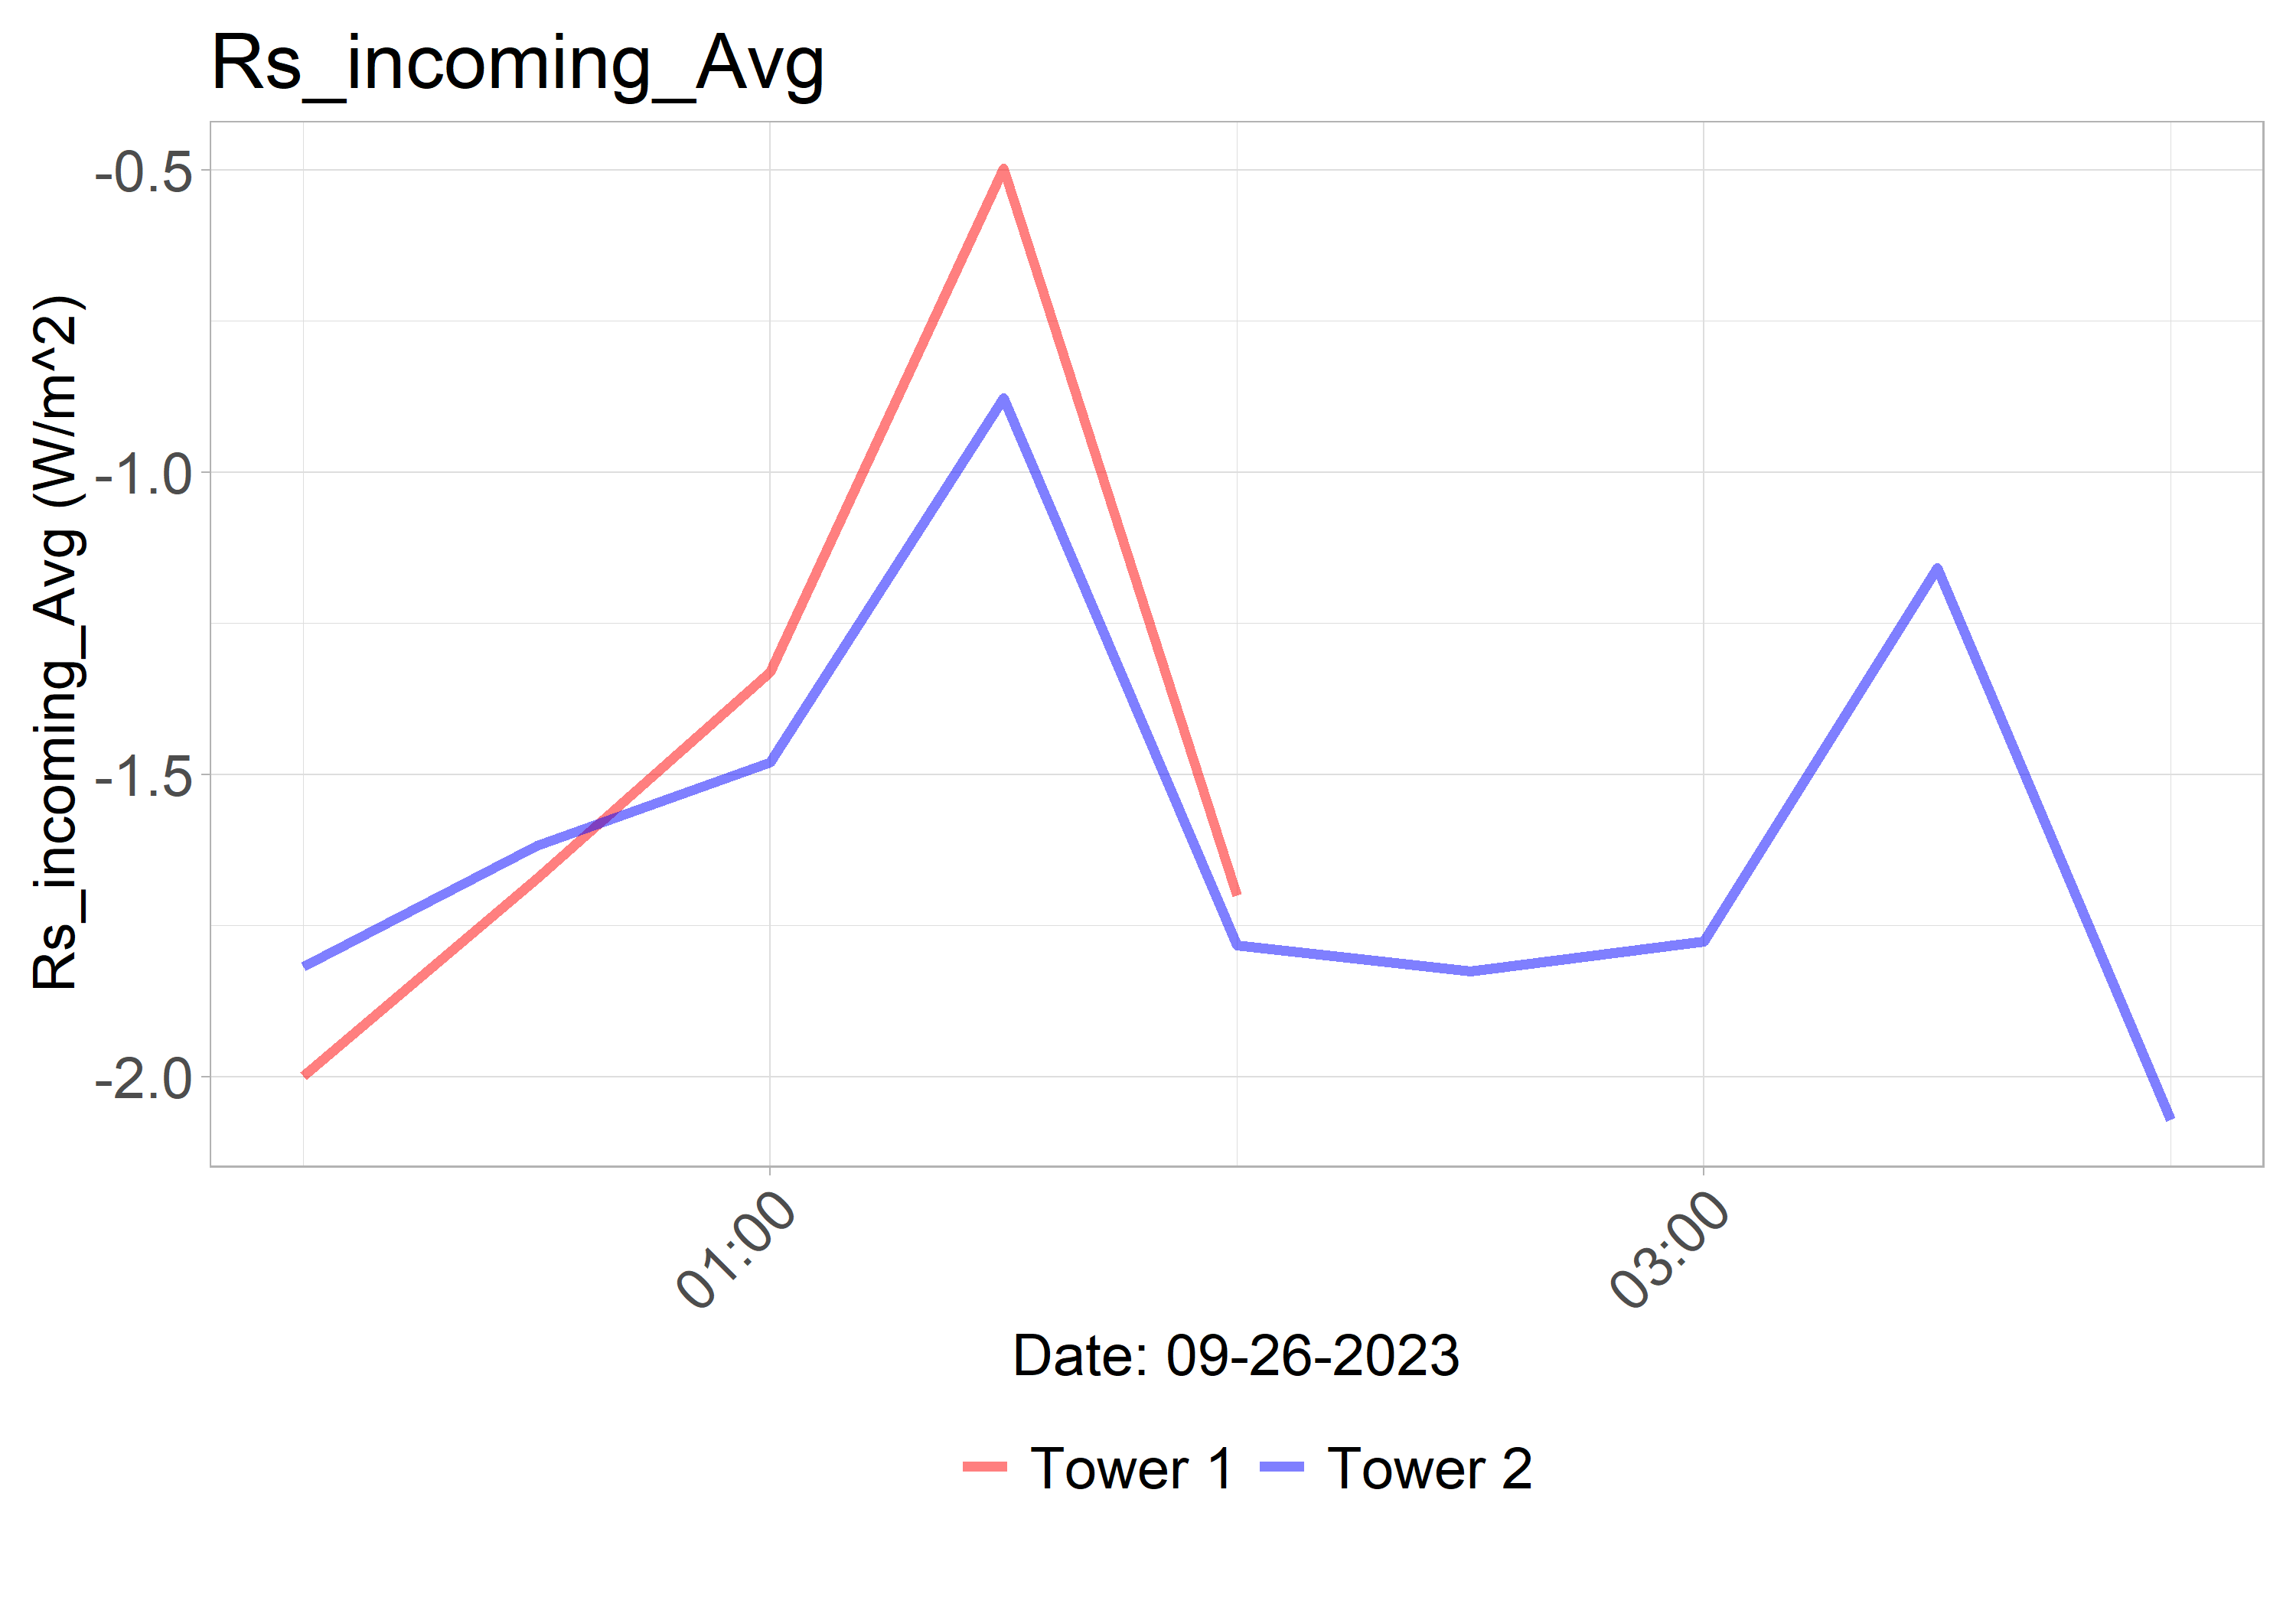 Rs_incoming_Avg
Rs_incoming_Avg (W/m^2)
-0.5
-1.0
-1.5
-2.0
01:00
03:00
Date: 09-26-2023
Tower 1
Tower 2